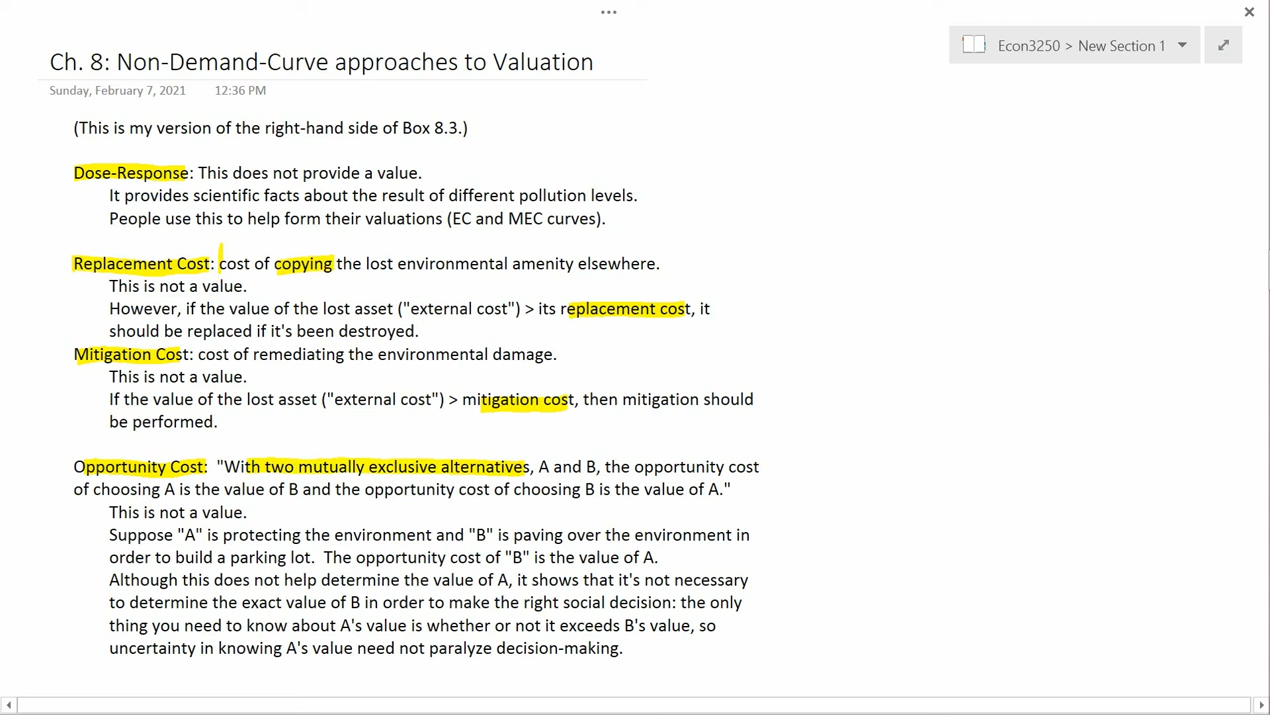 Econ3250 > New Section 1
Ch. 8: Non-Demand-Curve approaches to Valuation
Sunday, February 7, 2021 12:36 PM
(This is my version of the right-hand side of Box 8.3.)
Dose-Response: This does not provide a value.
It provides scientific facts about the result of different pollution levels.
People use this to help form their valuations (EC and MEC curves).
Replacement Cost: cost of copying the lost environmental amenity elsewhere.
This is not a value.
However, if the value of the lost asset ("external cost") > its replacement cost, it
should be replaced if it's been destroyed.
Mitigation Cost: cost of remediating the environmental damage.
This is not a value.
If the value of the lost asset ("external cost") > mitigation cost, then mitigation should
be performed.
Opportunity Cost: "With two mutually exclusive alternatives, A and B, the opportunity cost
of choosing A is the value of B and the opportunity cost of choosing B is the value of A."
This is not a value.
Suppose "A" is protecting the environment and "B" is paving over the environment in
order to build a parking lot. The opportunity cost of "B" is the value of A.
Although this does not help determine the value of A, it shows that it's not necessary
to determine the exact value of B in order to make the right social decision: the only
thing you need to know about A's value is whether or not it exceeds B's value, so
uncertainty in knowing A's value need not paralyze decision-making.